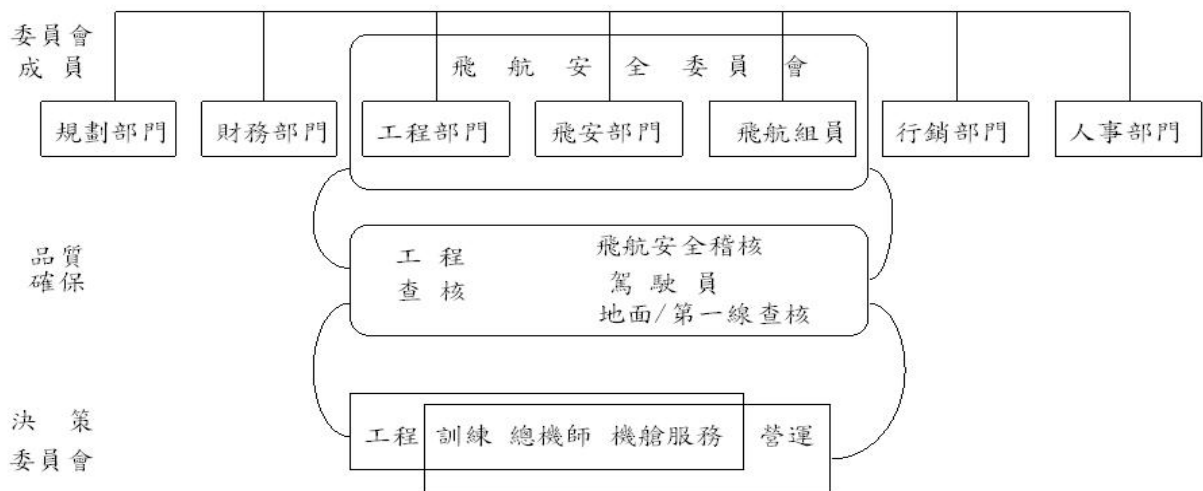 委員會
成員
飛航安全委員會
規劃部門
財務部門
工程部門
飛安部門
飛航組員
行銷部門
人事部門
品質
確保
工程
查核
飛航安全稽核
駕駛員
地面/第一線查核
決策
委員會
工程 訓練 總機師 機艙服務 營運